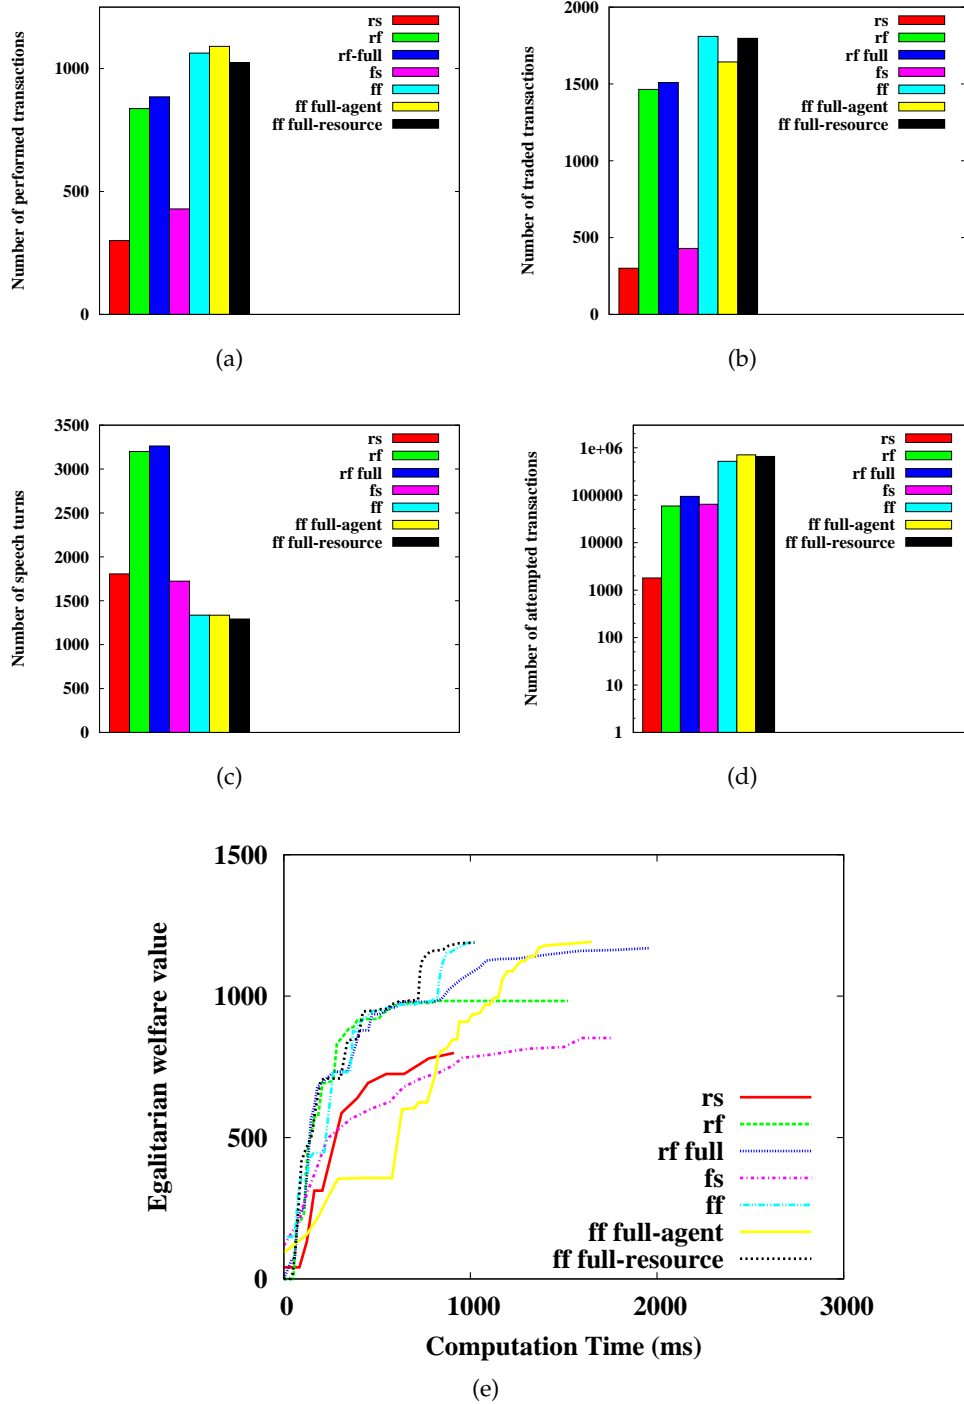 Number of performed transactions
1000
500
0
rs
rf
rf-full
fs
ff
ff full-agent
ff full-resource
(a)
Number of traded transactions
2000
1500
1000
500
0
rs
rf
rf full
fs
ff
ff full-agent
ff full-resource
(b)
Number of speech turns
3500
3000
2500
2000
1500
1000
500
0
rs
rf
rf full
fs
ff
ff full-agent
ff full-resource
(c)
Number of attempted transactions
1e+06
100000
10000
1000
100
10
1
rs
rf
rf full
fs
ff
ff full-agent
ff full-resource
(d)
Egalitarian welfare value
1500
1000
500
0
rs
rf
rf full
fs
ff
ff full-agent
ff full-resource
0 1000 2000 3000
Computation Time (ms)
(e)